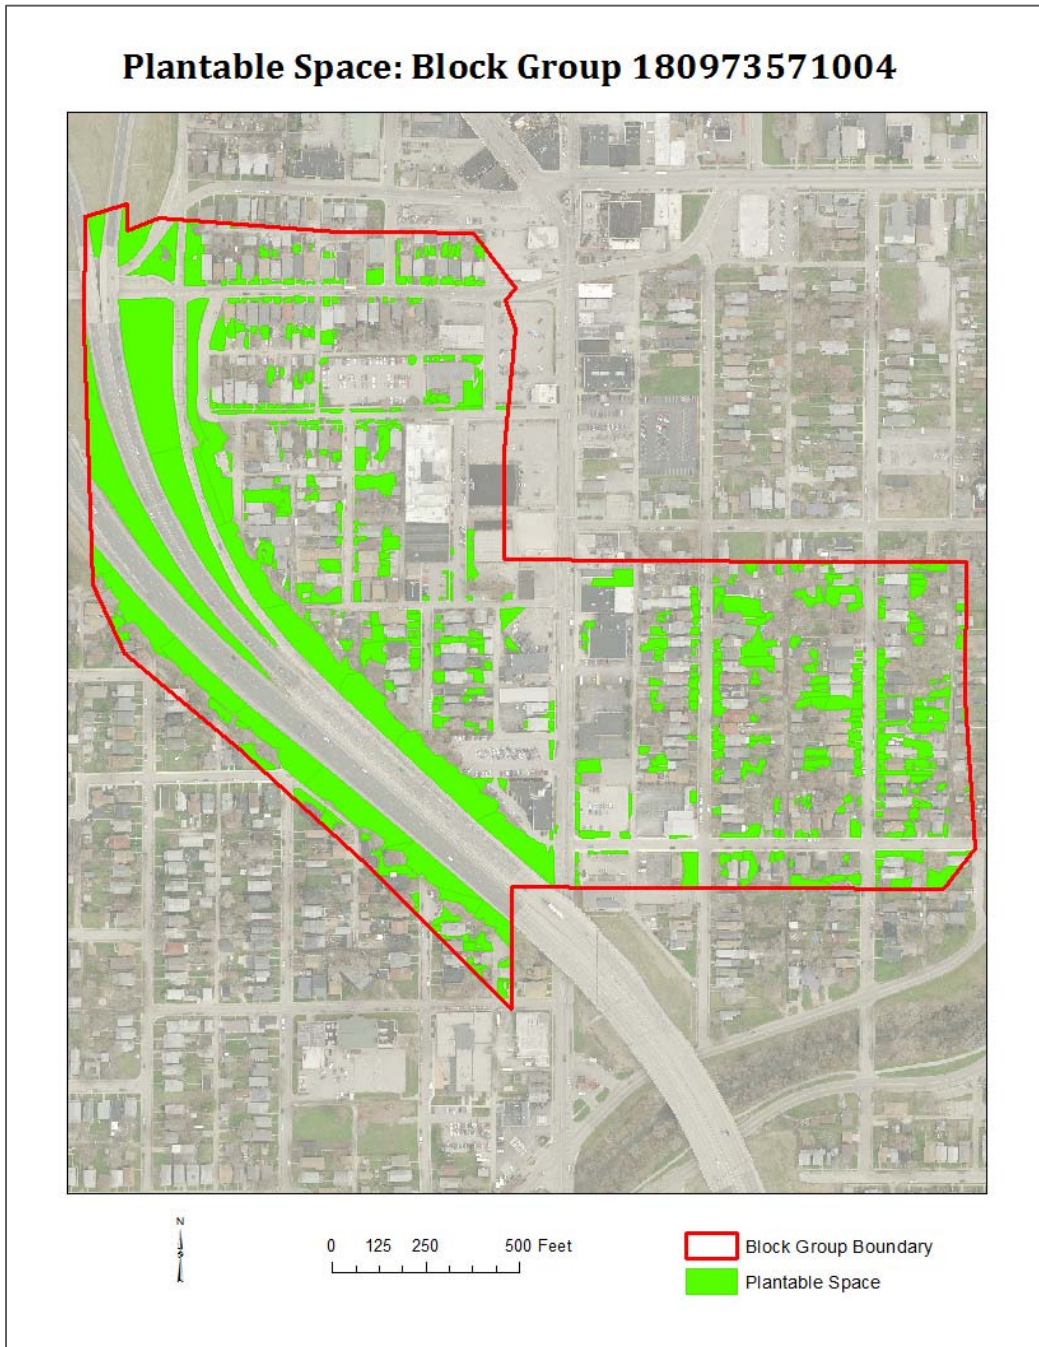 Plantable Space: Block Group 180973571004
N
0 125 250 500 Feet
Block Group Boundary
Plantable Space